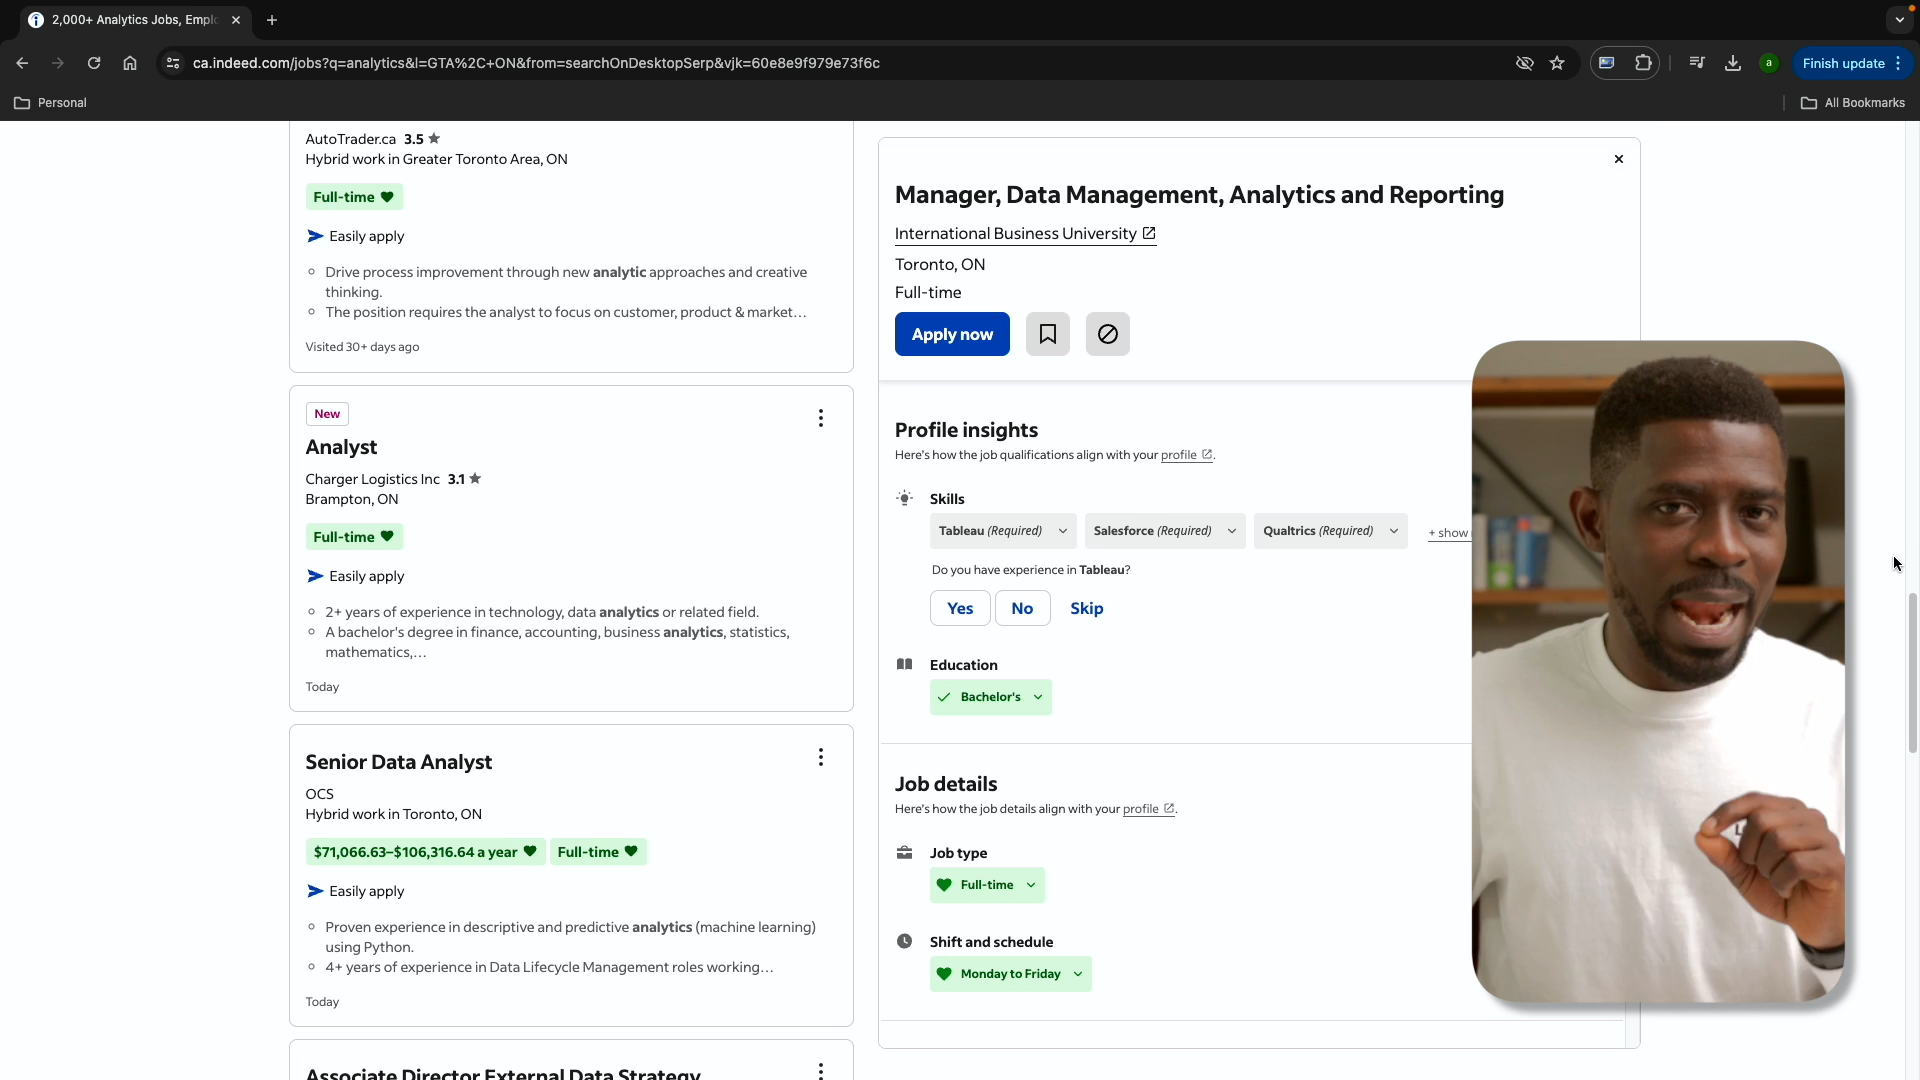 2,000+ Analytics Jobs, Emplo
ca.indeed.com/jobs?q=analytics&l=GTA%2C+ON&from=searchOnDesktopSerp&vjk=60e8e9f979e73f6c
a
Finish update
Personal
All Bookmarks
AutoTrader.ca 3.5
Hybrid work in Greater Toronto Area, ON
Full-time
Easily apply
Drive process improvement through new analytic approaches and creative
thinking.
The position requires the analyst to focus on customer, product & market...
Visited 30+ days ago
New
Analyst
Charger Logistics Inc 3.1
Brampton, ON
Full-time
Easily apply
2+ years of experience in technology, data analytics or related field.
A bachelor's degree in finance, accounting, business analytics, statistics,
mathematics,...
Today
Senior Data Analyst
OCS
Hybrid work in Toronto, ON
$71,066.63–$106,316.64 a year Full-time
Easily apply
Proven experience in descriptive and predictive analytics (machine learning)
using Python.
4+ years of experience in Data Lifecycle Management roles working...
Today
Associate Director External Data Strategy
Manager, Data Management, Analytics and Reporting
International Business University
Toronto, ON
Full-time
Apply now
Profile insights
Here's how the job qualifications align with your profile.
Skills
Tableau (Required) Salesforce (Required) Qualtrics (Required) + show
Do you have experience in Tableau?
Yes No Skip
Education
Bachelor's
Job details
Here's how the job details align with your profile.
Job type
Full-time
Shift and schedule
Monday to Friday